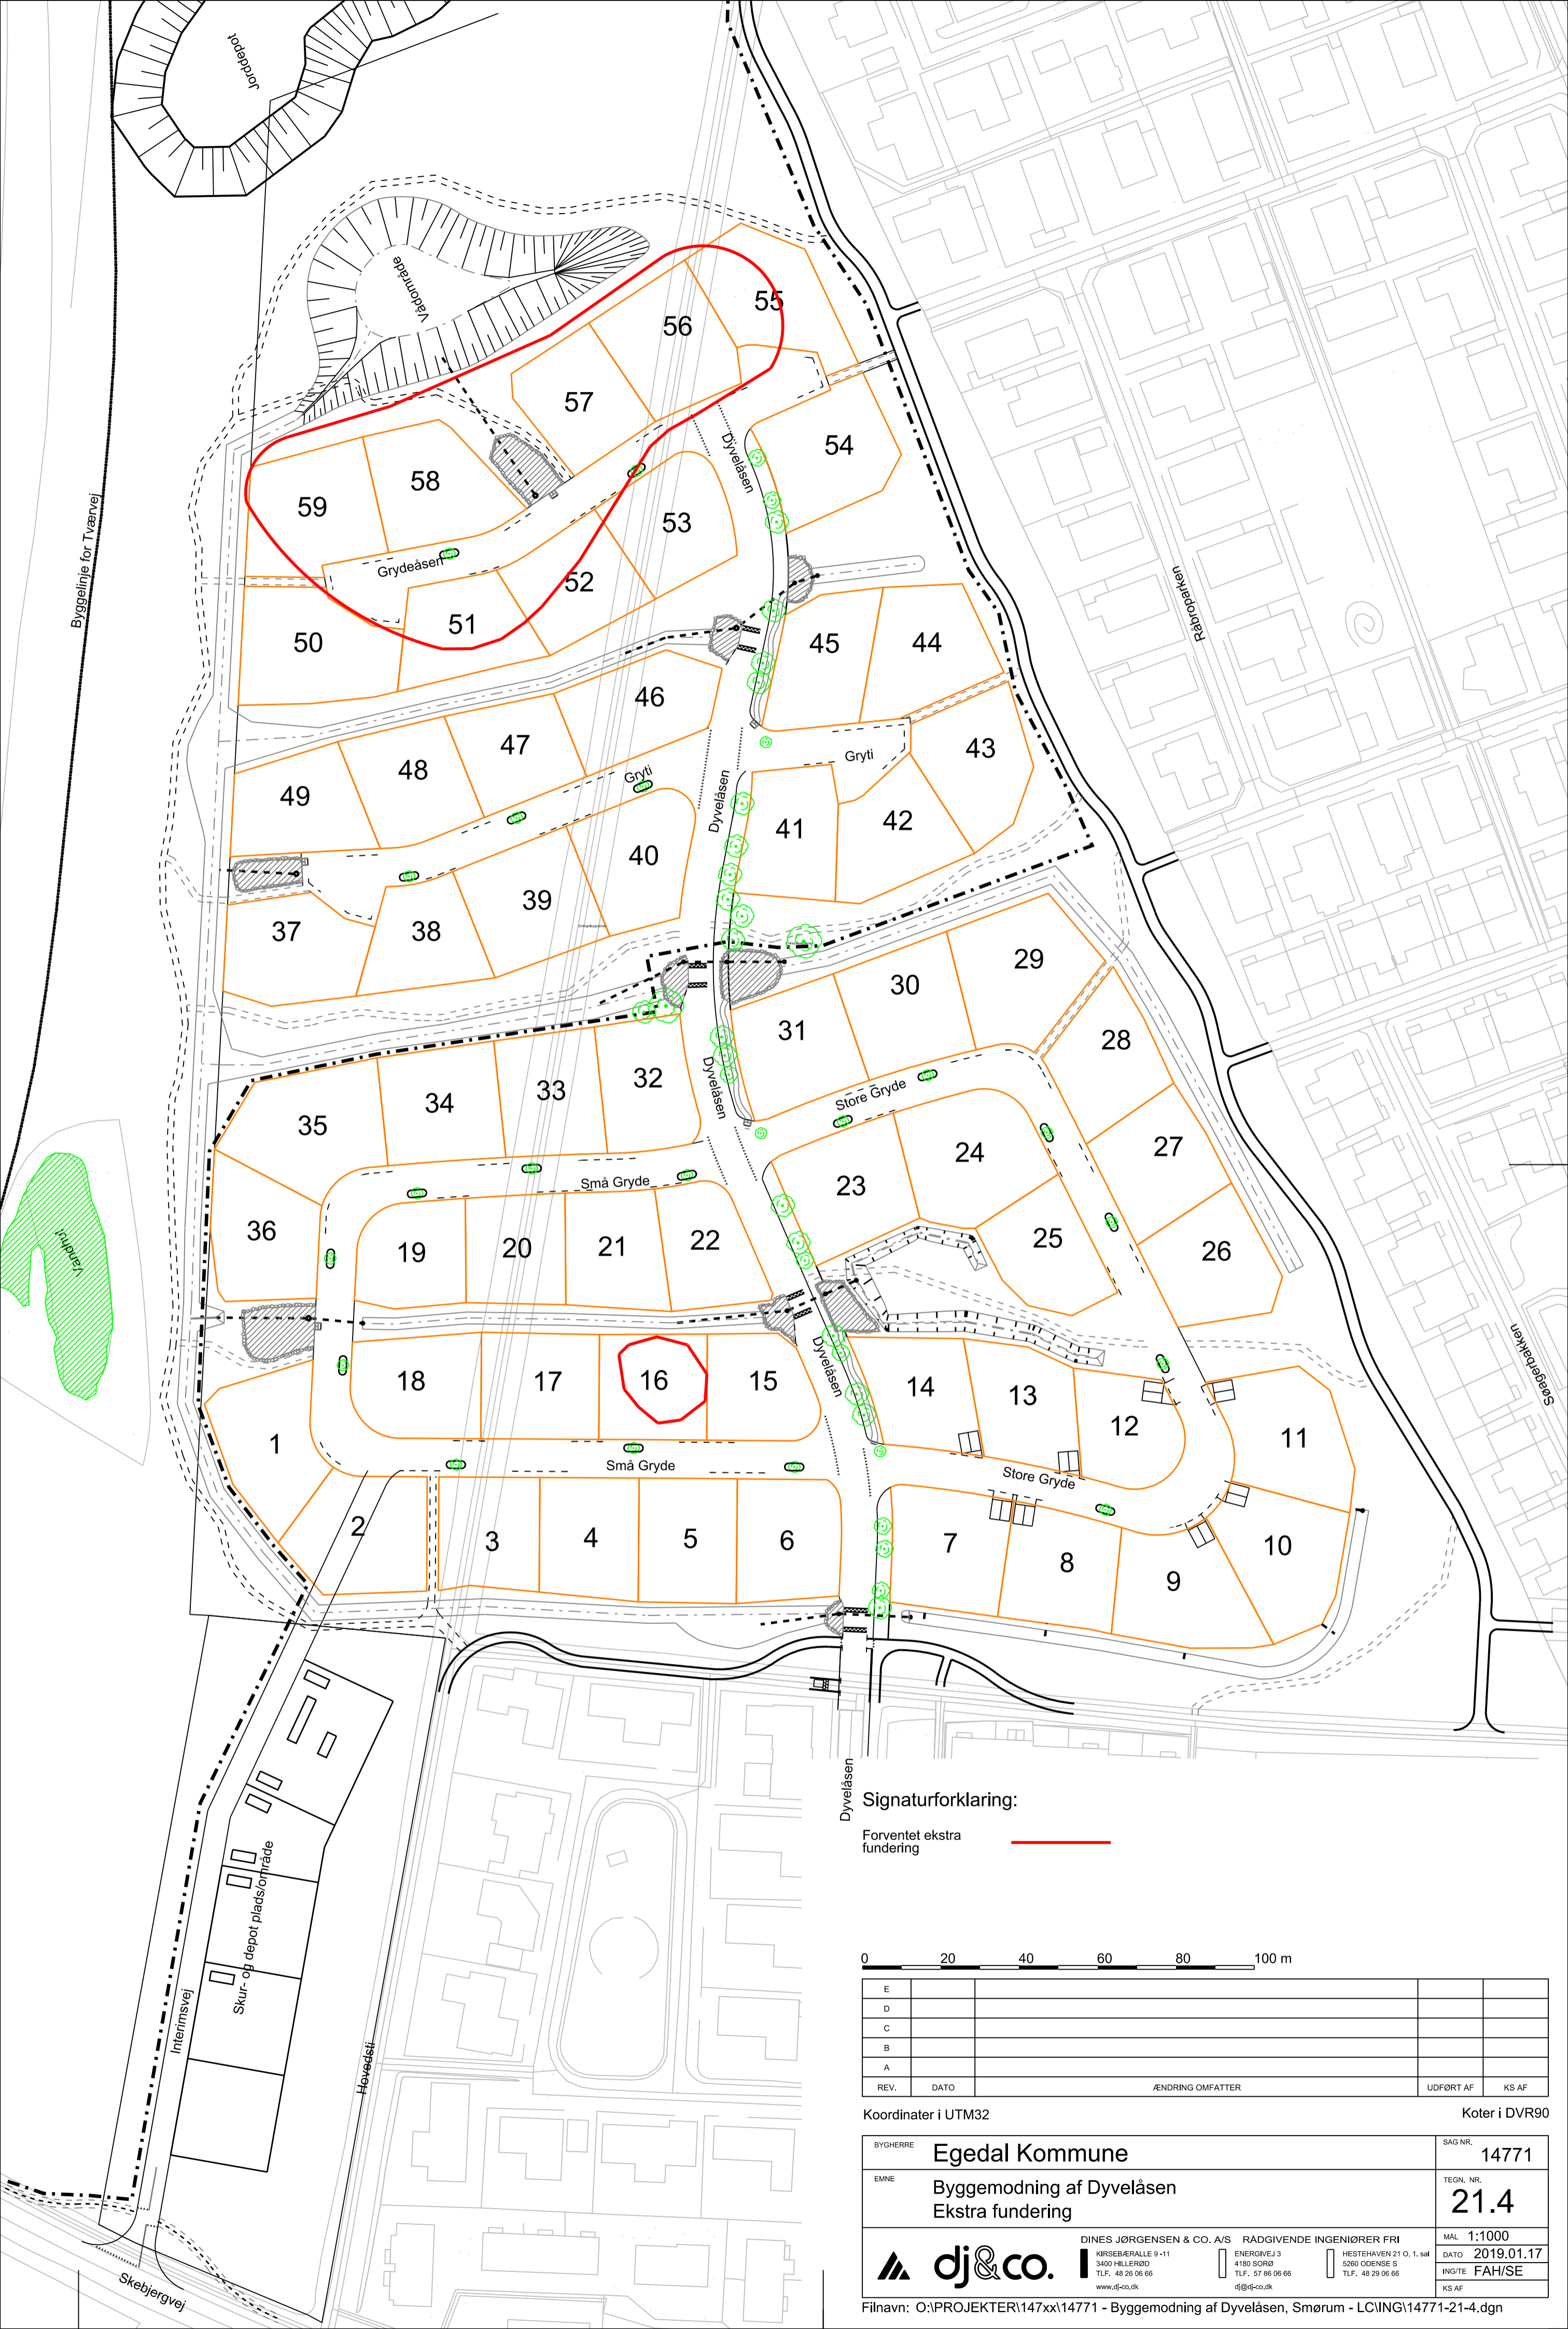 Jorddepot
Vådområde
Byggelinje for Tværvej
55
56
57
54
58
59
Dyvelåsen
53
Grydeåsen
52
51
50
45
44
Råbroparken
46
43
47
Gryti
48
Gryti
49
Dyvelåsen
42
41
40
39
38
37
29
30
31
28
32
33
34
Dyvelåsen
Store Gryde
35
27
24
Små Gryde
23
36
Vandhul
19
20
21
22
25
26
Søagerbakken
18
17
16
15
Dyvelåsen
14
13
12
11
1
Små Gryde
Store Gryde
2
3
4
5
6
7
8
9
10
Dyvelåsen
Signaturforklaring:
Forventet ekstra
fundering
Skur- og depot plads/område
Interimsvej
Hovedsti
Skebjergvej
0 20 40 60 80 100 m
E
D
C
B
A
REV. DATO ÆNDRING OMFATTER UDFØRT AF KS AF
Koordinater i UTM32 Koter i DVR90
BYGHERRE Egedal Kommune SAG NR. 14771
EMNE Byggemodning af Dyvelåsen
Ekstra fundering
TEGN. NR.
21.4
DINES JØRGENSEN & CO. A/S RÅDGIVENDE INGENIØRER FRI
dj&co.
KIRSEBÆRALLE 9 -11
3400 HILLERØD
TLF. 48 26 06 66
www.dj-co.dk
ENERGIVEJ 3
4180 SORØ
TLF. 57 86 06 66
dj@dj-co.dk
HESTEHAVEN 21 O, 1. sal
5260 ODENSE S
TLF. 48 29 06 66
MÅL 1:1000
DATO 2019.01.17
ING/TE FAH/SE
KS AF
Filnavn: O:\PROJEKTER\147xx\14771 - Byggemodning af Dyvelåsen, Smørum - LC\ING\14771-21-4.dgn